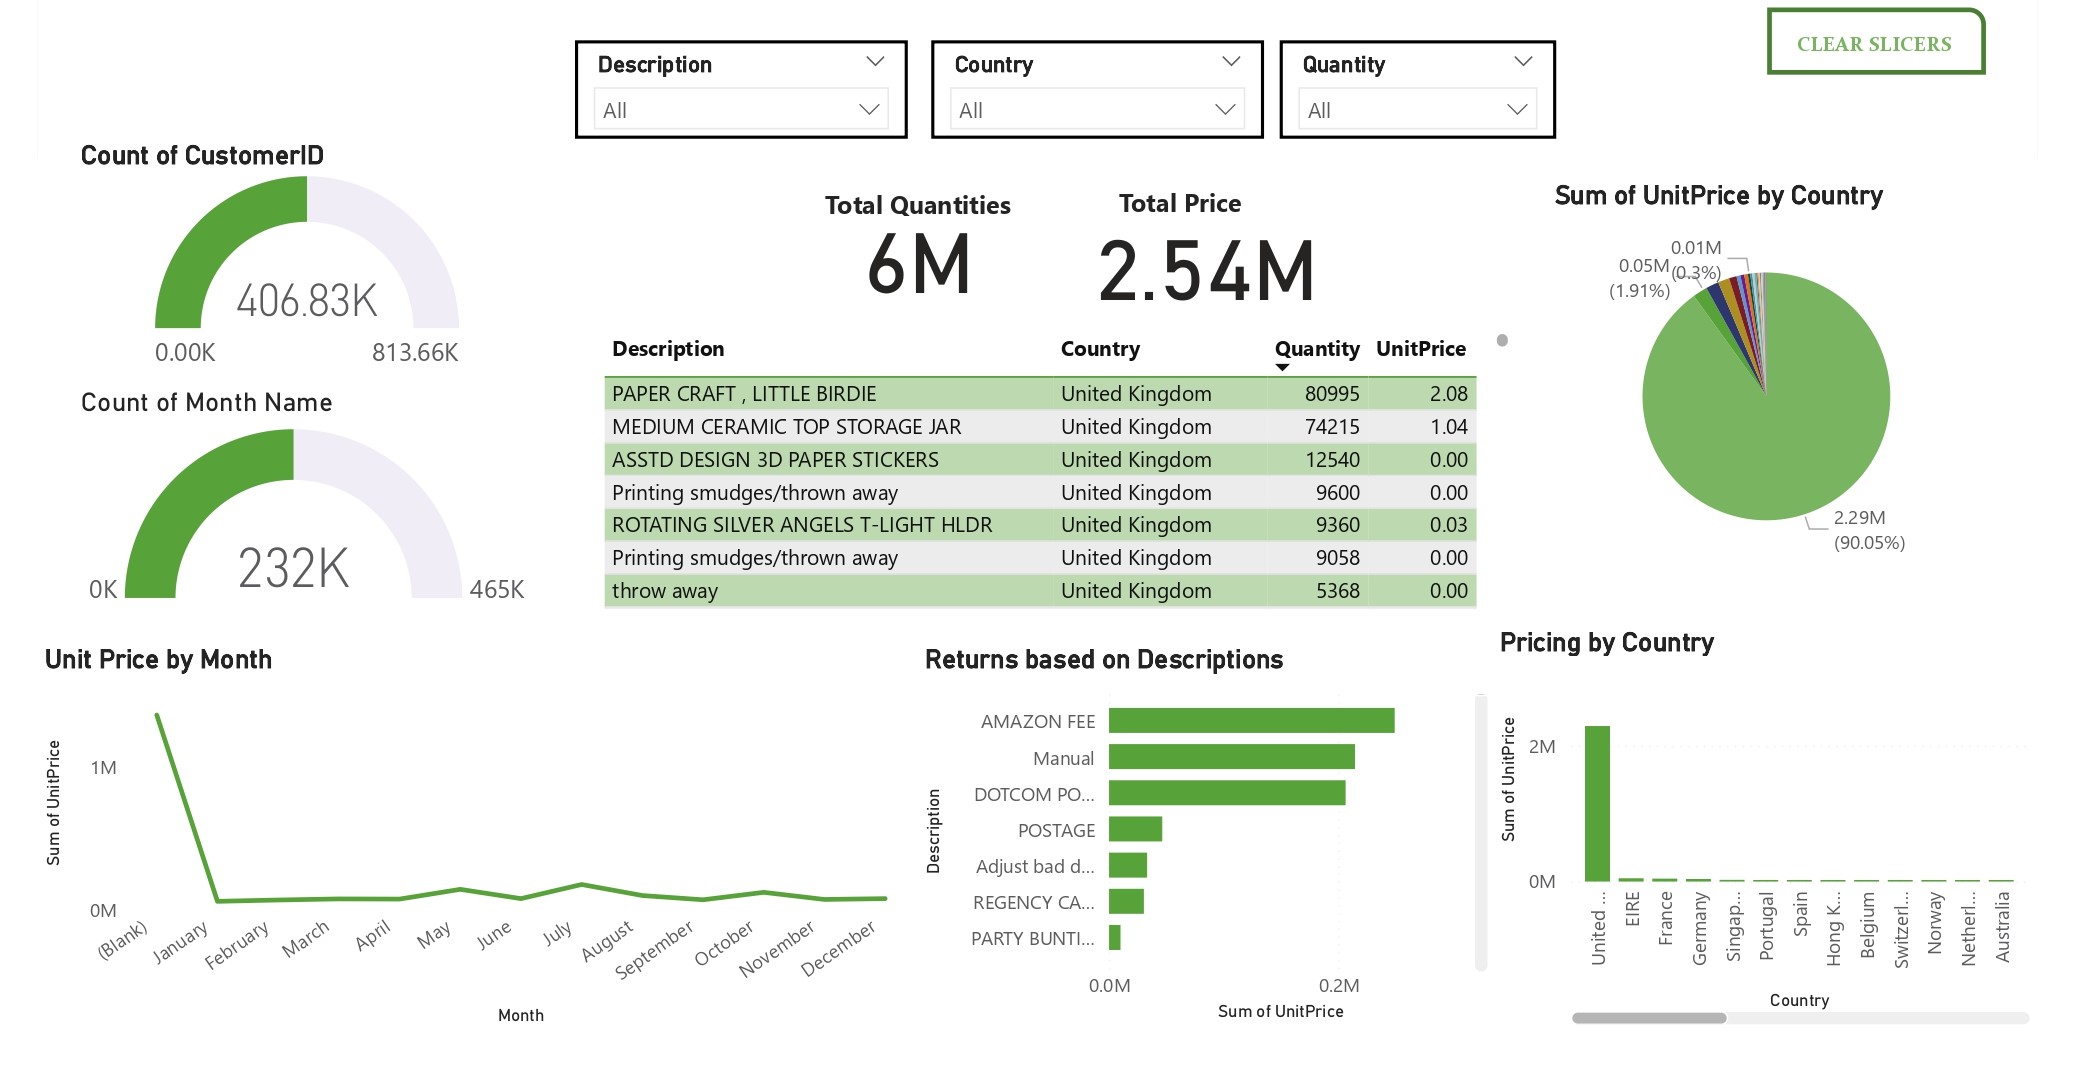 CLEAR SLICERS
Description
All
Country
All
Quantity
All
Count of CustomerID
406.83K
0.00K 813.66K
Count of Month Name
232K
0K 465K
Total Quantities
6M
Total Price
2.54M
Description Country Quantity UnitPrice
PAPER CRAFT , LITTLE BIRDIE United Kingdom 80995 2.08
MEDIUM CERAMIC TOP STORAGE JAR United Kingdom 74215 1.04
ASSTD DESIGN 3D PAPER STICKERS United Kingdom 12540 0.00
Printing smudges/thrown away United Kingdom 9600 0.00
ROTATING SILVER ANGELS T-LIGHT HLDR United Kingdom 9360 0.03
Printing smudges/thrown away United Kingdom 9058 0.00
throw away United Kingdom 5368 0.00
Sum of UnitPrice by Country
0.01M
(0.3%)
0.05M
(1.91%)
2.29M
(90.05%)
Unit Price by Month
Sum of UnitPrice
1M
0M
(Blank)
January
February
March
April
May
June
July
August
September
October
November
December
Month
Returns based on Descriptions
Description
AMAZON FEE
Manual
DOTCOM PO...
POSTAGE
Adjust bad d...
REGENCY CA...
PARTY BUNTI...
0.0M 0.2M
Sum of UnitPrice
Pricing by Country
Sum of UnitPrice
2M
0M
United ...
EIRE
France
Germany
Singap...
Portugal
Spain
Hong K...
Belgium
Switzerl...
Norway
Netherl...
Australia
Country